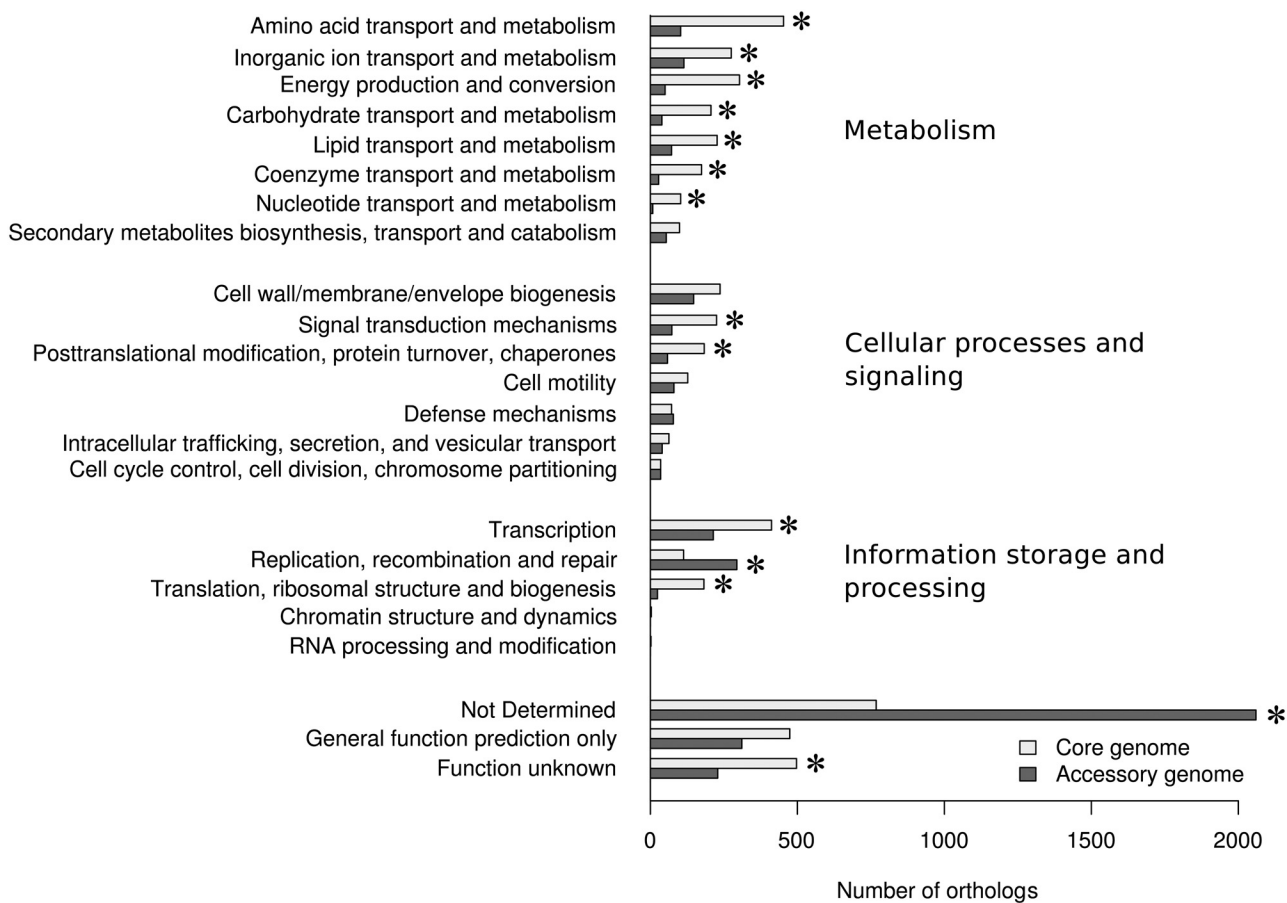 Amino acid transport and metabolism *
Inorganic ion transport and metabolism *
Energy production and conversion *
Carbohydrate transport and metabolism *
Metabolism
Lipid transport and metabolism *
Coenzyme transport and metabolism *
Nucleotide transport and metabolism *
Secondary metabolites biosynthesis, transport and catabolism
Cell wall/membrane/envelope biogenesis
Signal transduction mechanisms *
Posttranslational modification, protein turnover, chaperones *
Cellular processes and
signaling
Cell motility
Defense mechanisms
Intracellular trafficking, secretion, and vesicular transport
Cell cycle control, cell division, chromosome partitioning
Transcription *
Replication, recombination and repair *
Information storage and
processing
Translation, ribosomal structure and biogenesis *
Chromatin structure and dynamics
RNA processing and modification
Not Determined *
General function prediction only
Function unknown *
Core genome
Accessory genome
0 500 1000 1500 2000
Number of orthologs